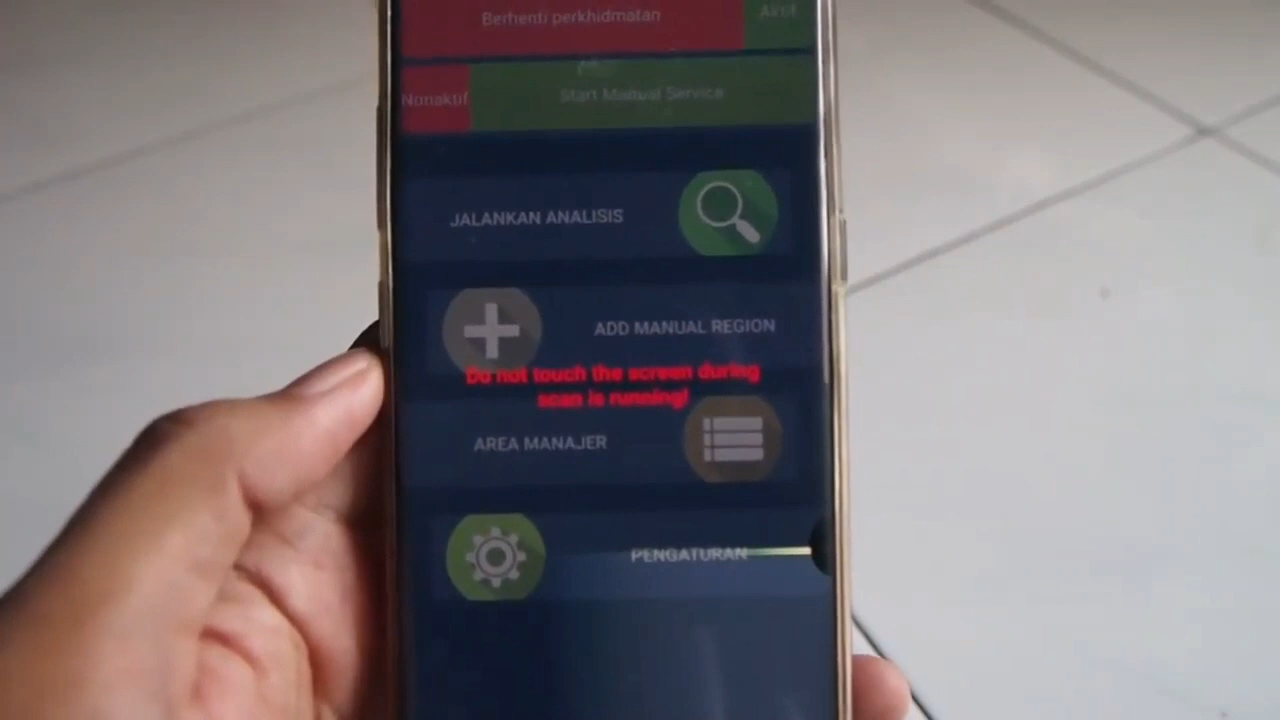 Berhenti perkhidmatan
Aktif
Nonaktif
Start Manual Service
JALANKAN ANALISIS
ADD MANUAL REGION
Do not touch the screen during
scan is running!
AREA MANAJER
PENGATURAN